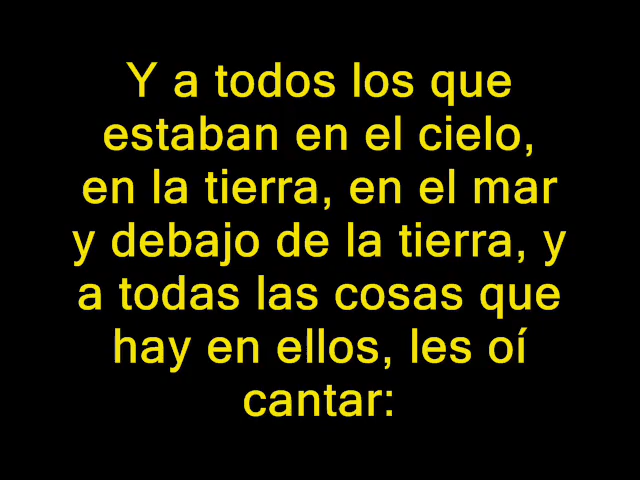 Y a todos los que
estaban en el cielo,
en la tierra, en el mar
y debajo de la tierra, y
a todas las cosas que
hay en ellos, les oí
cantar: